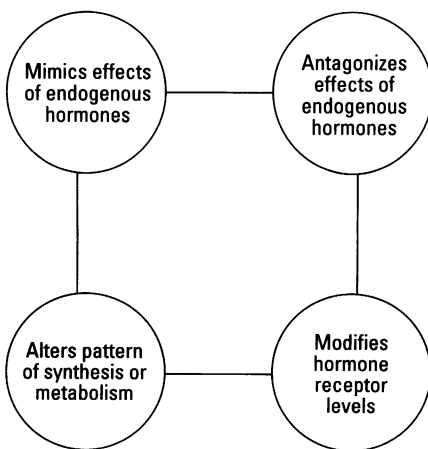 Mimics effects
of endogenous
hormones
Antagonizes
effects of
endogenous
hormones
Alters pattern
of synthesis or
metabolism
Modifies
hormone
receptor
levels